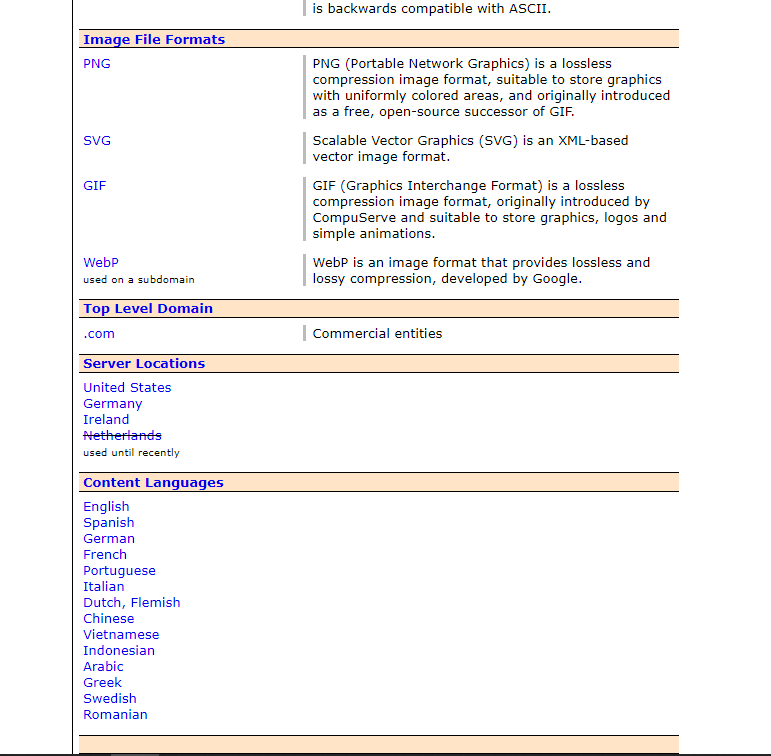 is backwards compatible with ASCII.
Image File Formats
PNG
PNG (Portable Network Graphics) is a lossless
compression image format, suitable to store graphics
with uniformly colored areas, and originally introduced
as a free, open-source successor of GIF.
SVG
Scalable Vector Graphics (SVG) is an XML-based
vector image format.
GIF
GIF (Graphics Interchange Format) is a lossless
compression image format, originally introduced by
CompuServe and suitable to store graphics, logos and
simple animations.
WebP
used on a subdomain
WebP is an image format that provides lossless and
lossy compression, developed by Google.
Top Level Domain
.com
Commercial entities
Server Locations
United States
Germany
Ireland
Netherlands
used until recently
Content Languages
English
Spanish
German
French
Portuguese
Italian
Dutch, Flemish
Chinese
Vietnamese
Indonesian
Arabic
Greek
Swedish
Romanian